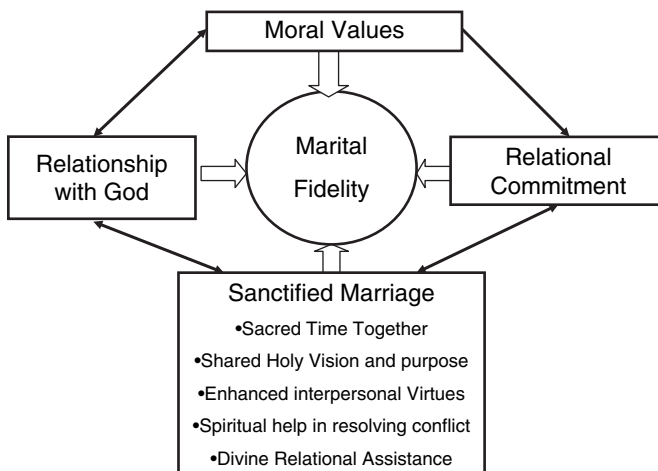 Moral Values
Marital
Fidelity
Relationship
with God
Relational
Commitment
Sanctified Marriage
•Sacred Time Together
•Shared Holy Vision and purpose
•Enhanced interpersonal Virtues
•Spiritual help in resolving conflict
•Divine Relational Assistance